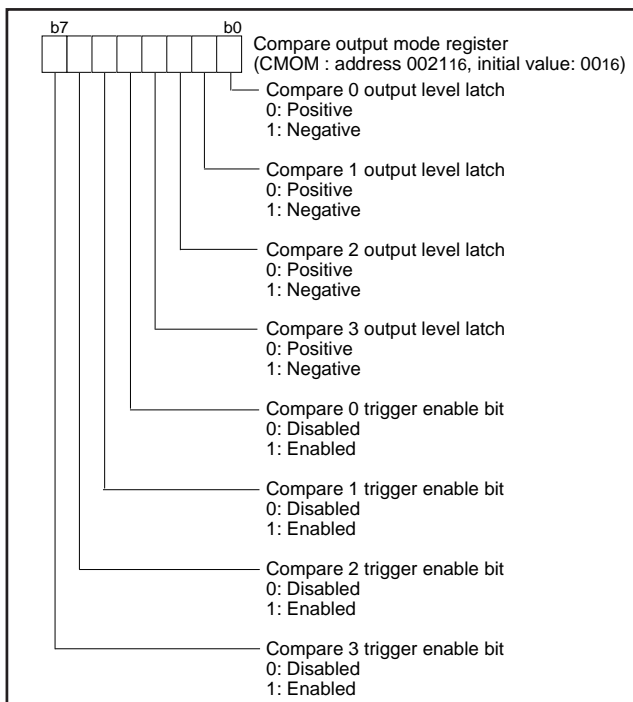 b7 b0
Compare output mode register
(CMOM : address 002116, initial value: 0016)
Compare 0 output level latch
0: Positive
1: Negative
Compare 1 output level latch
0: Positive
1: Negative
Compare 2 output level latch
0: Positive
1: Negative
Compare 3 output level latch
0: Positive
1: Negative
Compare 0 trigger enable bit
0: Disabled
1: Enabled
Compare 1 trigger enable bit
0: Disabled
1: Enabled
Compare 2 trigger enable bit
0: Disabled
1: Enabled
Compare 3 trigger enable bit
0: Disabled
1: Enabled